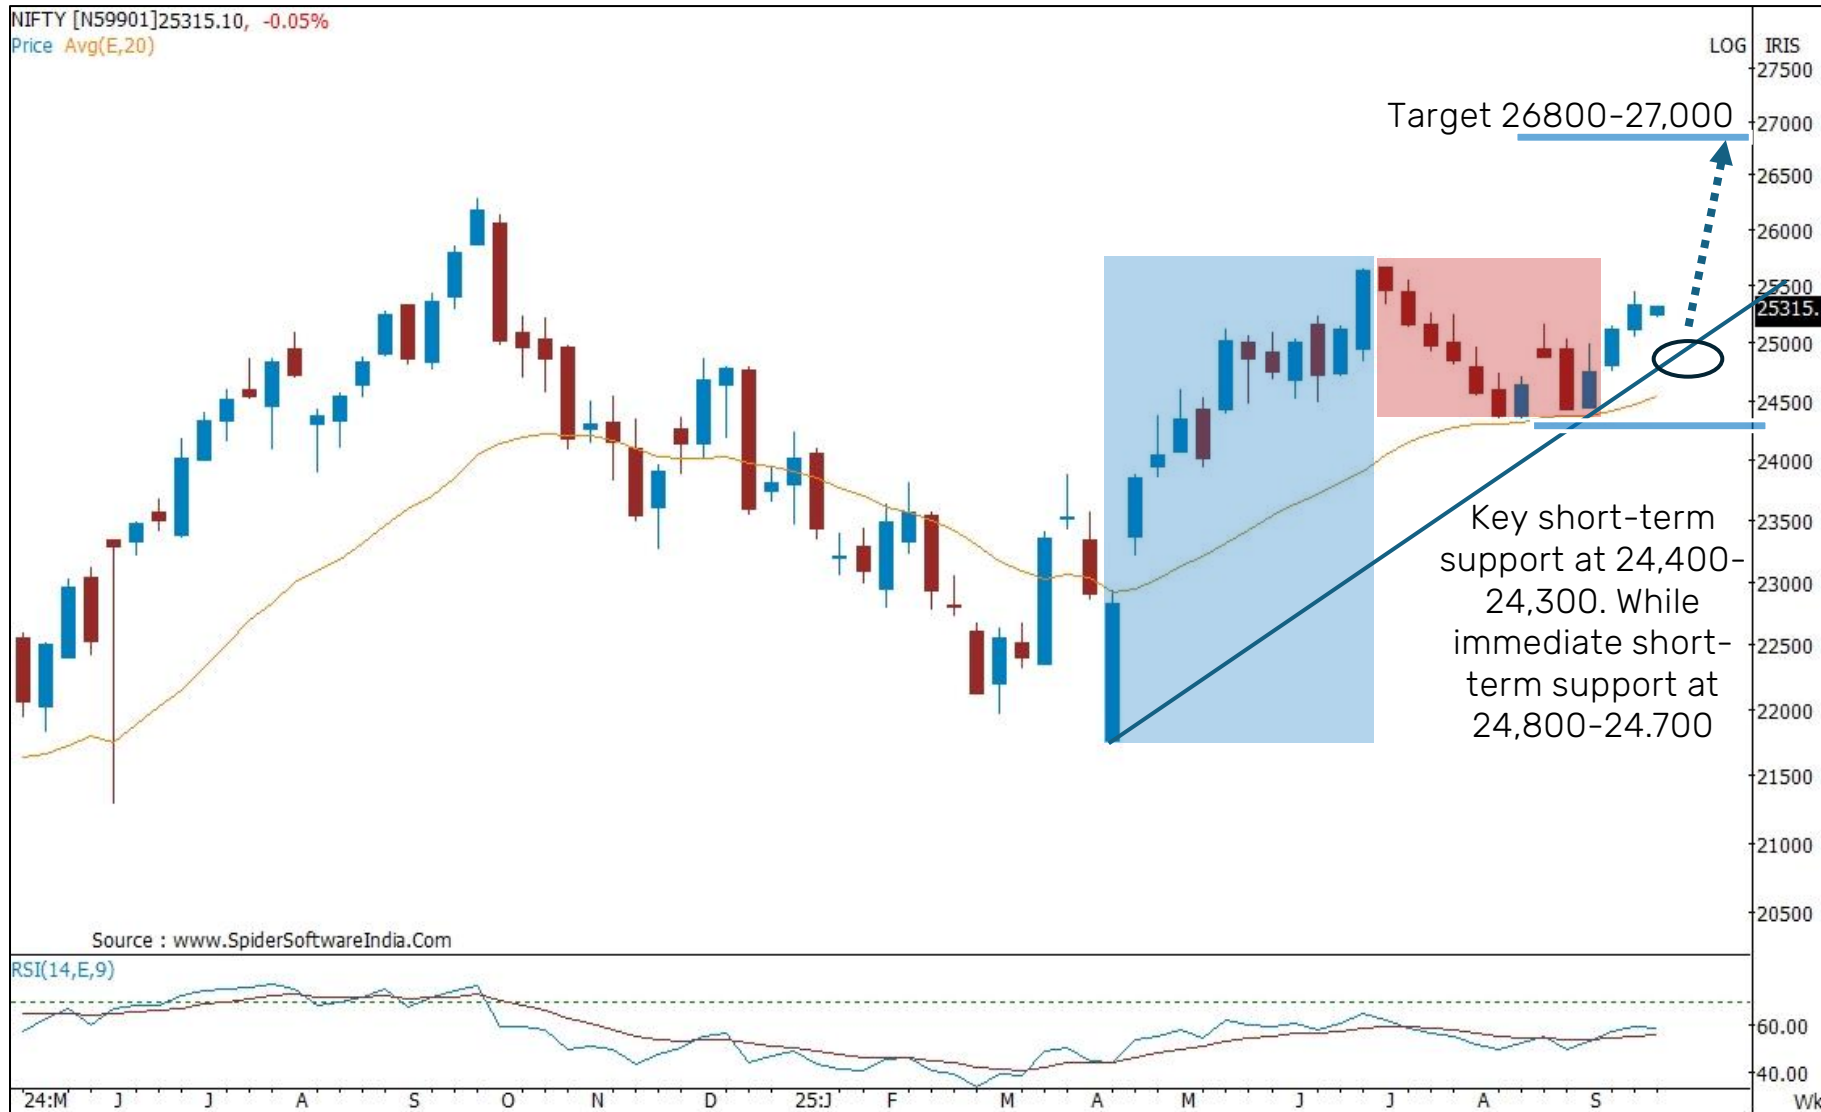 NIFTY [N59901]25315.10, -0.05%
Price Avg(E,20)
LOG IRIS
27500
Target 26800-27,000
27000
26500
26000
25500
25315.
25000
24500
24000
Key short-term
support at 24,400-
24,300. While
immediate short-
term support at
24,800-24.700
23500
23000
22500
22000
21500
21000
20500
Source : www.SpiderSoftwareIndia.Com
RSI(14,E,9)
60.00
40.00
24:M J J A S O N D 25:J F M A M J J A S Wk